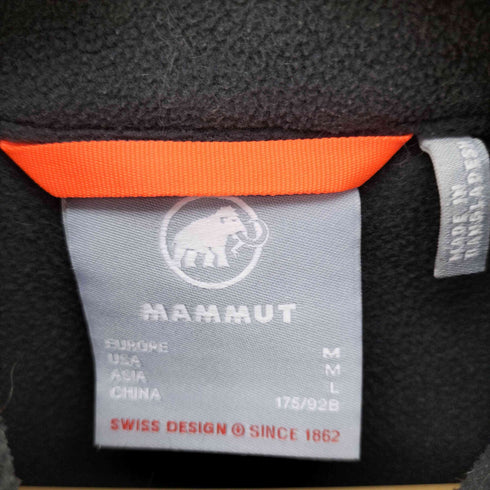 MAMMUT
EUROPE M
USA M
ASIA L
CHINA 175/92B
SWISS DESIGN SINCE 1862
MADE IN
BANGLADESH